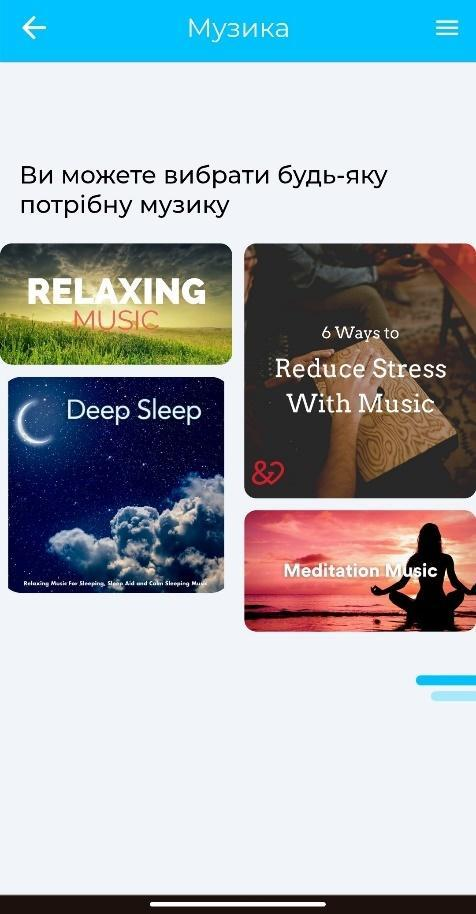 Музика
Ви можете вибрати будь-яку
потрібну музику
RELAXING
MUSIC
6 Ways to
Reduce Stress
With Music
&
Deep Sleep
Relaxing Music For Sleeping, Sleep Aid and Calm Sleeping Music
Meditation Music